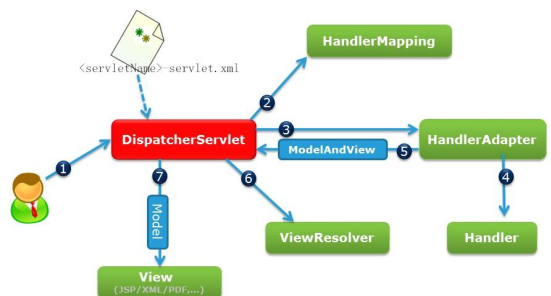 HandlerMapping
<servletName>-servlet.xml
2
DispatcherServlet
3
HandlerAdapter
ModelAndView
5
1
7
6
4
Model
ViewResolver
Handler
View
(JSP/XML/PDF,...)